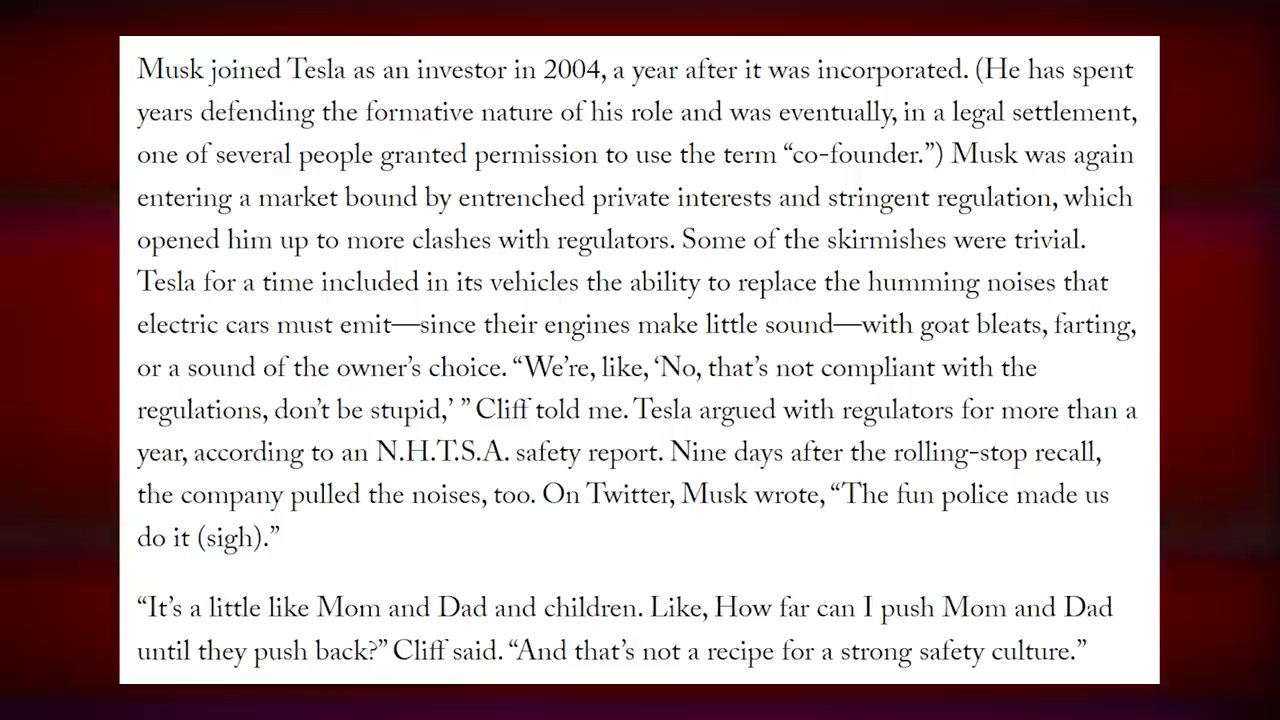 Musk joined Tesla as an investor in 2004, a year after it was incorporated. (He has spent
years defending the formative nature of his role and was eventually, in a legal settlement,
one of several people granted permission to use the term “co-founder.”) Musk was again
entering a market bound by entrenched private interests and stringent regulation, which
opened him up to more clashes with regulators. Some of the skirmishes were trivial.
Tesla for a time included in its vehicles the ability to replace the humming noises that
electric cars must emit—since their engines make little sound—with goat bleats, farting,
or a sound of the owner’s choice. “We’re, like, ‘No, that’s not compliant with the
regulations, don’t be stupid,’ ” Cliff told me. Tesla argued with regulators for more than a
year, according to an N.H.T.S.A. safety report. Nine days after the rolling-stop recall,
the company pulled the noises, too. On Twitter, Musk wrote, “The fun police made us
do it (sigh).”
“It’s a little like Mom and Dad and children. Like, How far can I push Mom and Dad
until they push back?” Cliff said. “And that’s not a recipe for a strong safety culture.”